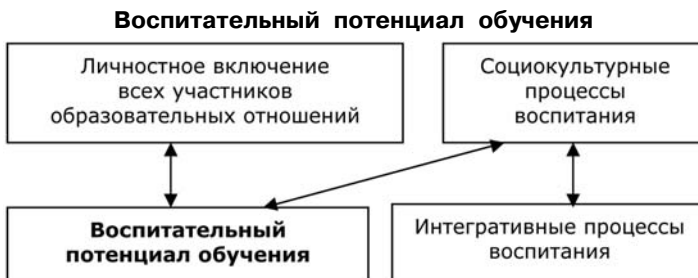 Воспитательный потенциал обучения
Личностное включение
всех участников
образовательных отношений
Социокультурные
процессы
воспитания
Воспитательный
потенциал обучения
Интегративные процессы
воспитания